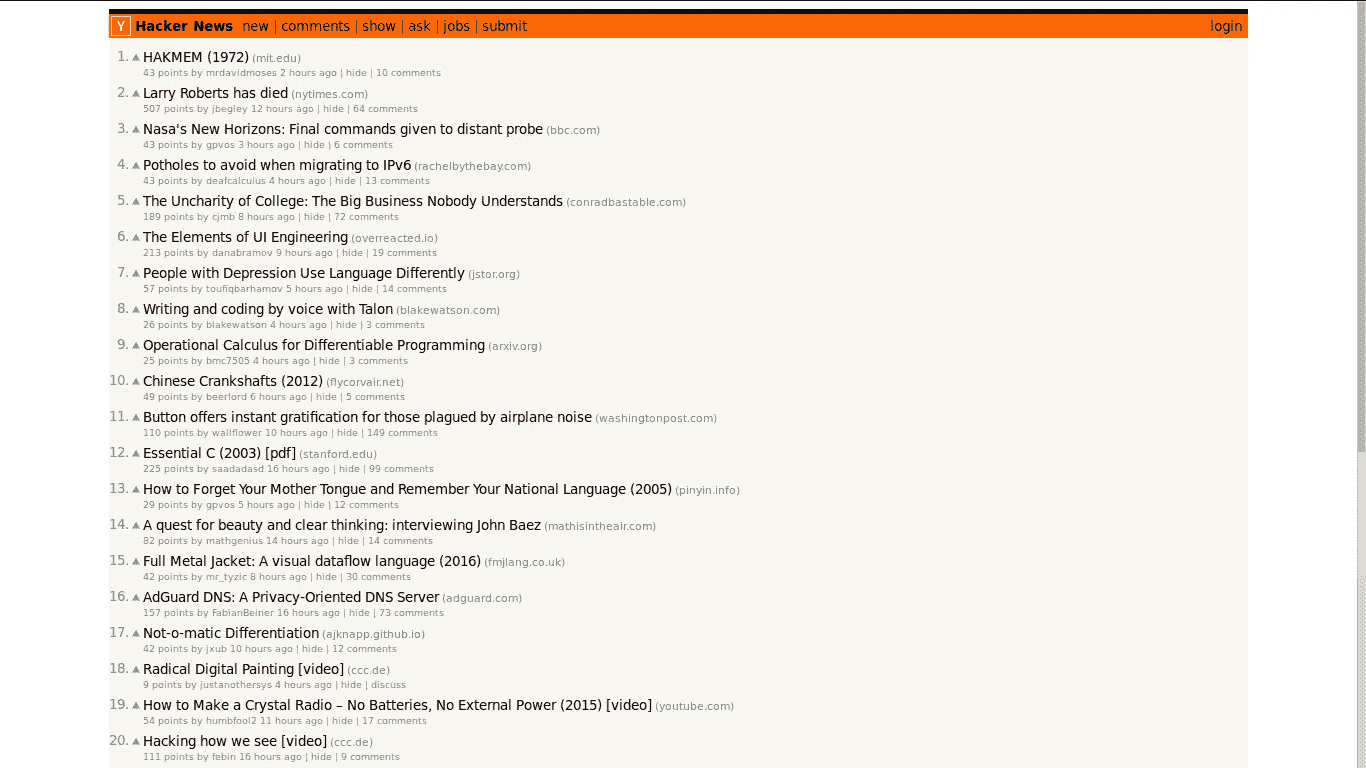 Y Hacker News new | comments | show | ask | jobs | submit login
1. HAKMEM (1972) (mit.edu)
43 points by mrdavidmoses 2 hours ago | hide | 10 comments
2. Larry Roberts has died (nytimes.com)
507 points by jbegley 12 hours ago | hide | 64 comments
3. Nasa's New Horizons: Final commands given to distant probe (bbc.com)
43 points by gpvos 3 hours ago | hide | 6 comments
4. Potholes to avoid when migrating to IPv6 (rachelbythebay.com)
43 points by deafcalculus 4 hours ago | hide | 13 comments
5. The Uncharity of College: The Big Business Nobody Understands (conradbastable.com)
189 points by cjmb 8 hours ago | hide | 72 comments
6. The Elements of UI Engineering (overreacted.io)
213 points by danabramov 9 hours ago | hide | 19 comments
7. People with Depression Use Language Differently (jstor.org)
57 points by toufiqbarhamov 5 hours ago | hide | 14 comments
8. Writing and coding by voice with Talon (blakewatson.com)
26 points by blakewatson 4 hours ago | hide | 3 comments
9. Operational Calculus for Differentiable Programming (arxiv.org)
25 points by bmc7505 4 hours ago | hide | 3 comments
10. Chinese Crankshafts (2012) (flycorvair.net)
49 points by beerlord 6 hours ago | hide | 5 comments
11. Button offers instant gratification for those plagued by airplane noise (washingtonpost.com)
110 points by wallflower 10 hours ago | hide | 149 comments
12. Essential C (2003) [pdf] (stanford.edu)
225 points by saadadasd 16 hours ago | hide | 99 comments
13. How to Forget Your Mother Tongue and Remember Your National Language (2005) (pinyin.info)
29 points by gpvos 5 hours ago | hide | 12 comments
14. A quest for beauty and clear thinking: interviewing John Baez (mathisintheair.com)
82 points by mathgenius 14 hours ago | hide | 14 comments
15. Full Metal Jacket: A visual dataflow language (2016) (fmjlang.co.uk)
42 points by mr_tyzic 8 hours ago | hide | 30 comments
16. AdGuard DNS: A Privacy-Oriented DNS Server (adguard.com)
157 points by FabianBeiner 16 hours ago | hide | 73 comments
17. Not-o-matic Differentiation (ajknapp.github.io)
42 points by jxub 10 hours ago | hide | 12 comments
18. Radical Digital Painting [video] (ccc.de)
9 points by justanothersys 4 hours ago | hide | discuss
19. How to Make a Crystal Radio – No Batteries, No External Power (2015) [video] (youtube.com)
54 points by humbfool2 11 hours ago | hide | 17 comments
20. Hacking how we see [video] (ccc.de)
111 points by febin 16 hours ago | hide | 9 comments